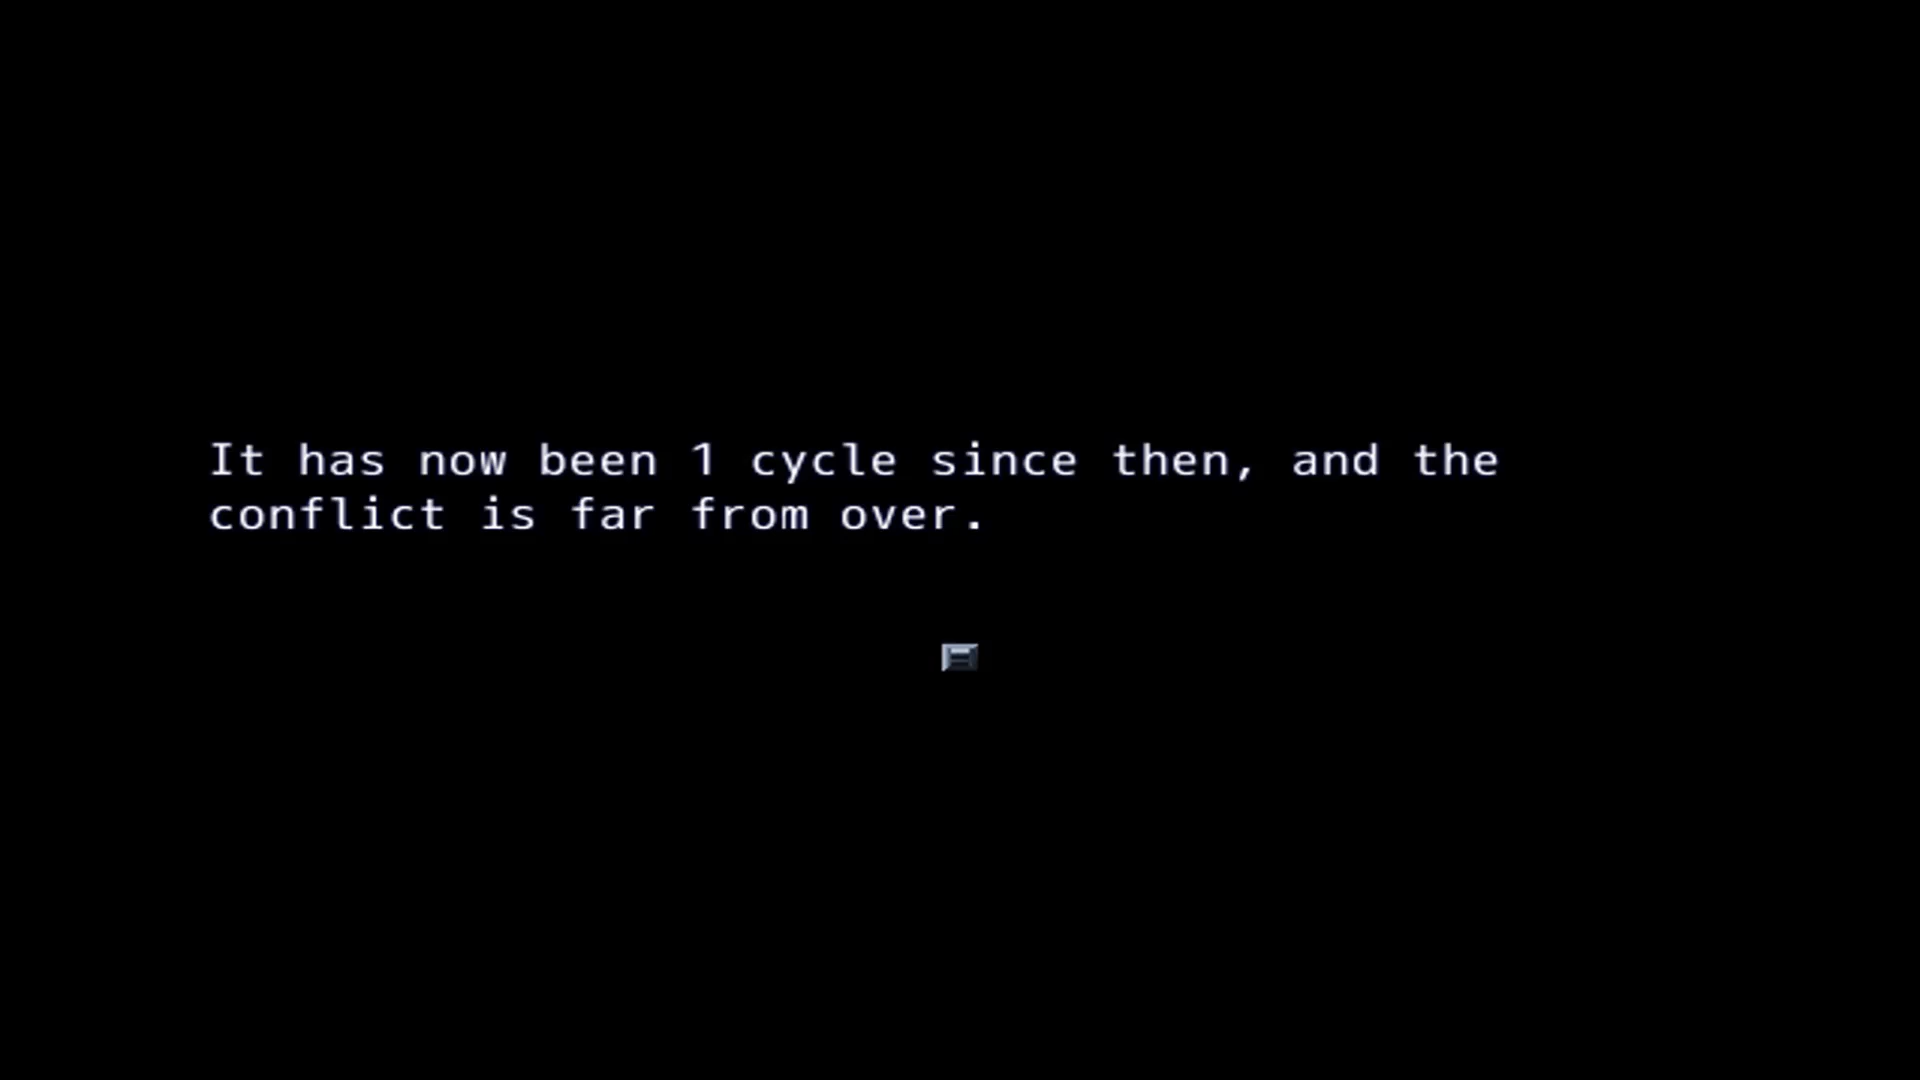 It has now been 1 cycle since then, and the
conflict is far from over.